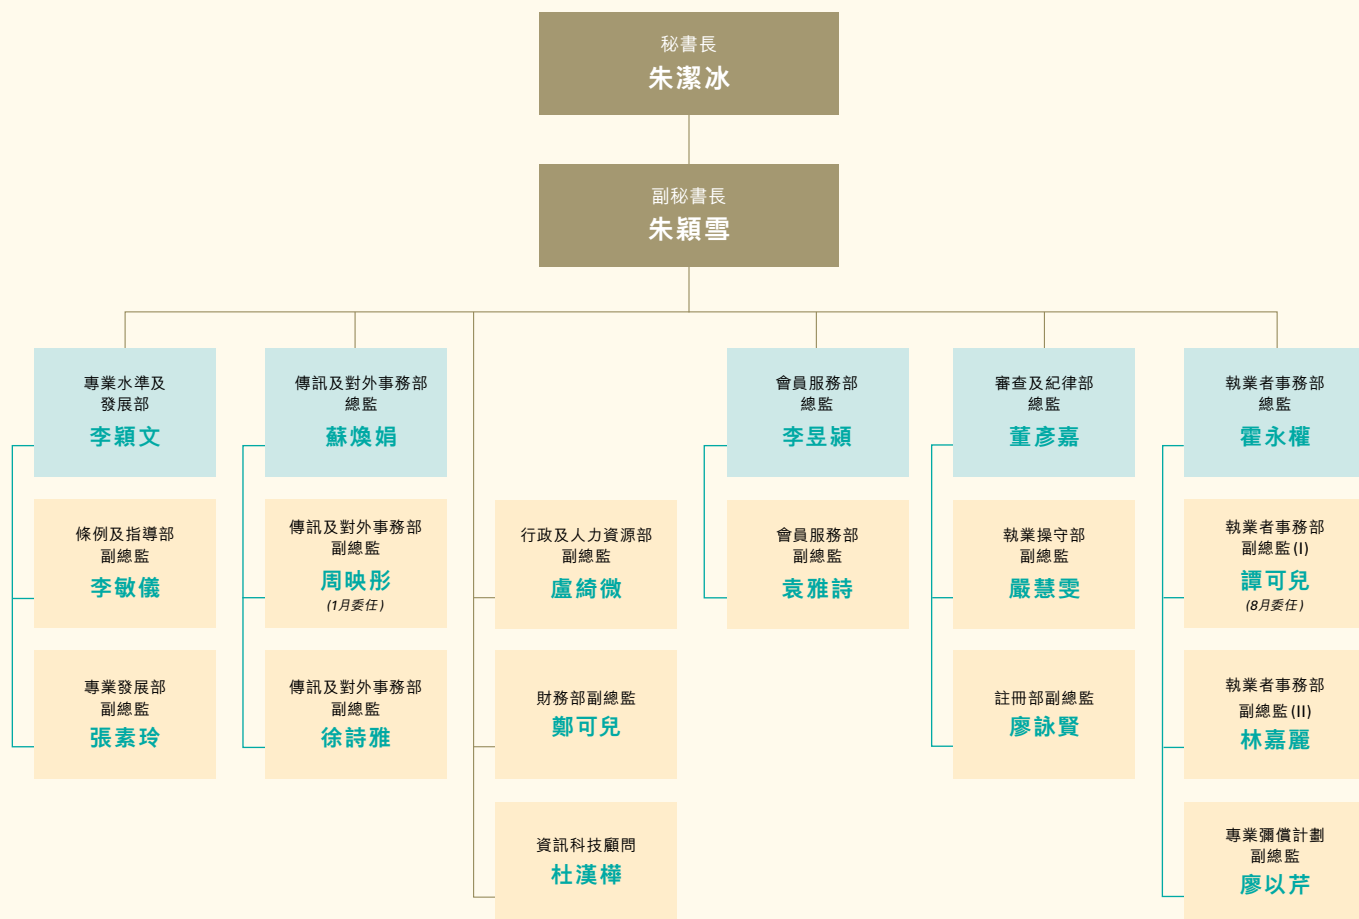 秘書長
朱潔冰
副秘書長
朱穎雪
專業水準及
發展部
李穎文
條例及指導部
副總監
李敏儀
專業發展部
副總監
張素玲
傳訊及對外事務部
總監
蘇煥娟
傳訊及對外事務部
副總監
周映彤
(1月委任)
傳訊及對外事務部
副總監
徐詩雅
行政及人力資源部
副總監
盧綺微
財務部副總監
鄭可兒
資訊科技顧問
杜漢樺
會員服務部
總監
李昱潁
會員服務部
副總監
袁雅詩
審查及紀律部
總監
董彥嘉
執業操守部
副總監
嚴慧雯
註冊部副總監
廖詠賢
執業者事務部
總監
霍永權
執業者事務部
副總監(I)
譚可兒
(8月委任)
執業者事務部
副總監(II)
林嘉麗
專業彌償計劃
副總監
廖以芹